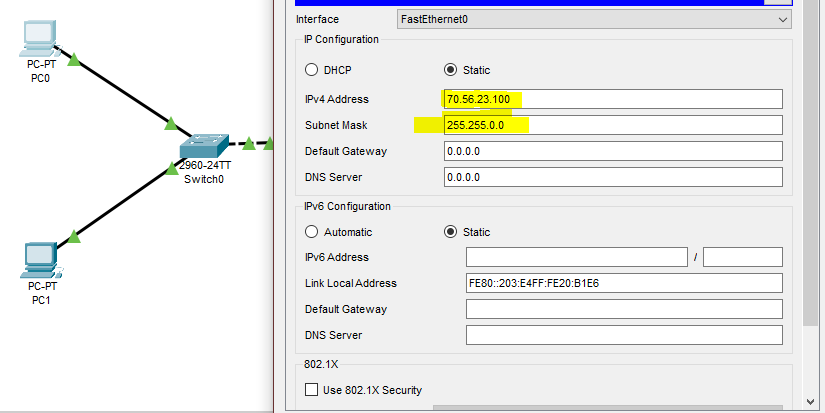 PC-PT
PC0
2960-24TT
Switch0
PC-PT
PC1
Interface
FastEthernet0
IP Configuration
DHCP
Static
IPv4 Address
70.56.23.100
Subnet Mask
255.255.0.0
Default Gateway
0.0.0.0
DNS Server
0.0.0.0
IPv6 Configuration
Automatic
Static
IPv6 Address
/
Link Local Address
FE80::203:E4FF:FE20:B1E6
Default Gateway
DNS Server
802.1X
Use 802.1X Security